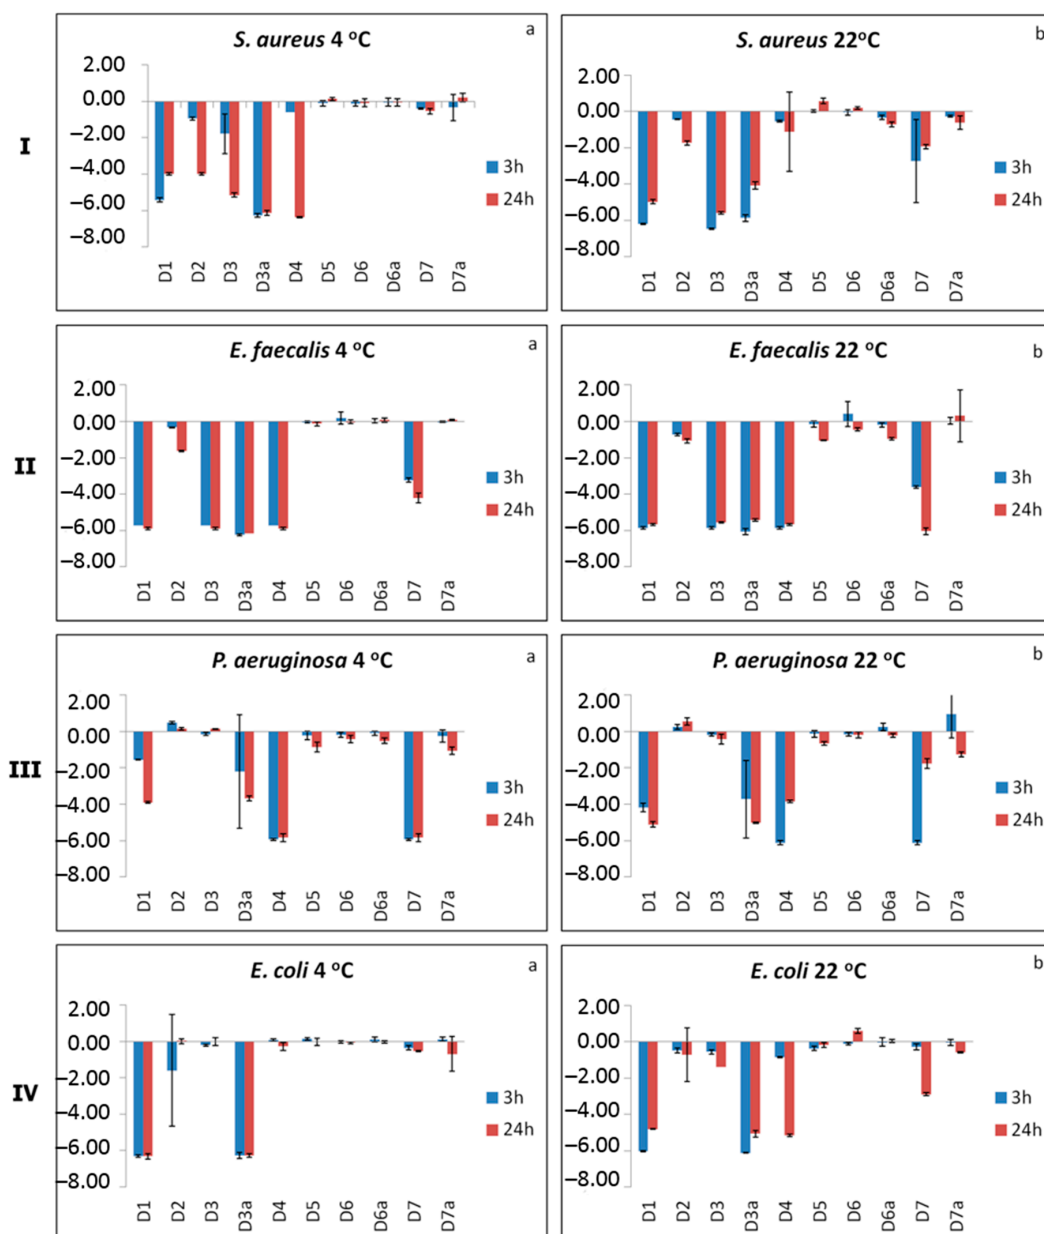 S. aureus 4 °C
a
2.00
0.00
−2.00
−4.00
−6.00
−8.00
I
3h
24h
D1 D2 D3 D3a D4 D5 D6 D6a D7 D7a
S. aureus 22°C
b
2.00
0.00
−2.00
−4.00
−6.00
−8.00
3h
24h
D1 D2 D3 D3a D4 D5 D6 D6a D7 D7a
E. faecalis 4 °C
a
2.00
0.00
−2.00
−4.00
−6.00
−8.00
II
3h
24h
D1 D2 D3 D3a D4 D5 D6 D6a D7 D7a
E. faecalis 22 °C
b
2.00
0.00
−2.00
−4.00
−6.00
−8.00
3h
24h
D1 D2 D3 D3a D4 D5 D6 D6a D7 D7a
P. aeruginosa 4 °C
a
2.00
0.00
−2.00
−4.00
−6.00
−8.00
III
3h
24h
D1 D2 D3 D3a D4 D5 D6 D6a D7 D7a
P. aeruginosa 22 °C
b
2.00
0.00
−2.00
−4.00
−6.00
−8.00
3h
24h
D1 D2 D3 D3a D4 D5 D6 D6a D7 D7a
E. coli 4 °C
a
2.00
0.00
−2.00
−4.00
−6.00
−8.00
IV
3h
24h
D1 D2 D3 D3a D4 D5 D6 D6a D7 D7a
E. coli 22 °C
b
2.00
0.00
−2.00
−4.00
−6.00
−8.00
3h
24h
D1 D2 D3 D3a D4 D5 D6 D6a D7 D7a